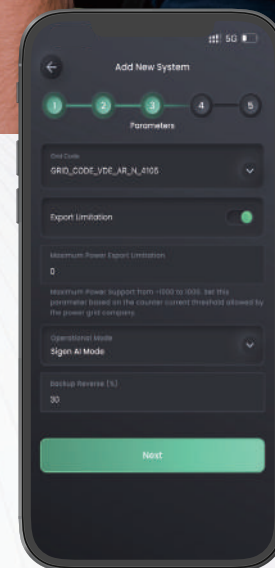 5G
Add New System
1 2 3 4 5
Parameters
Grid Code
GRID_CODE_VDE_AR_N_4105
Export Limitation
Maximum Power Export Limitation
0
Maximum Power Support from -1000 to 1000. Set this
parameter based on the counter current threshold allowed by
the power grid company.
Operational Mode
Sigen AI Mode
Backup Reverse (%)
30
Next